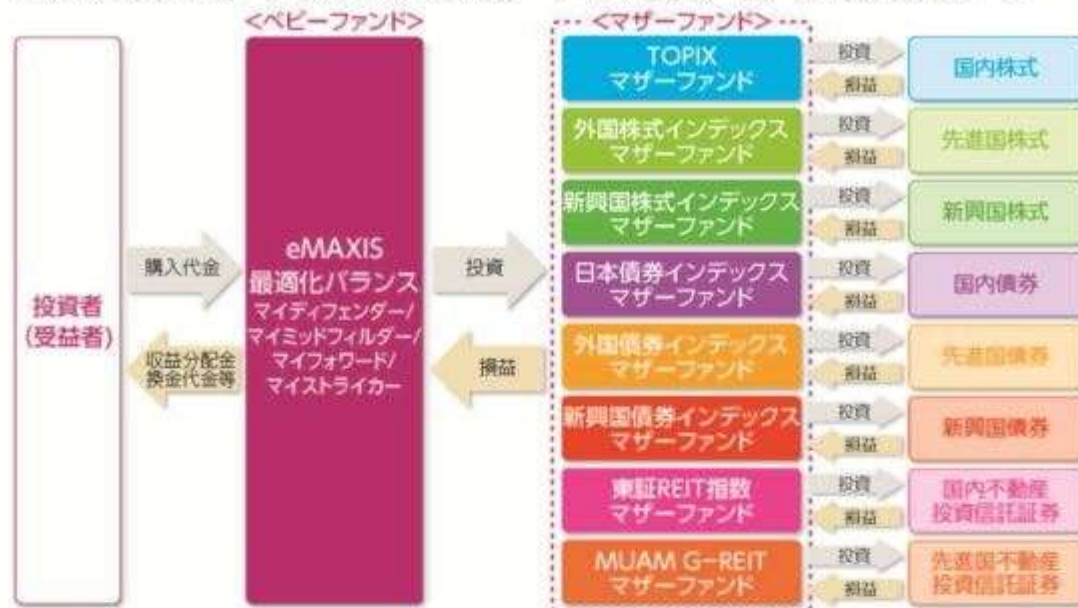 <ベビーファンド>
<マザーファンド>
投資者
(受益者)
購入代金
収益分配金
換金代金等
eMAXIS
最適化バランス
マイディフェンダー/
マイミッドフィルダー/
マイフォワード/
マイストライカー
投資
損益
TOPIX
マザーファンド
投資
損益
国内株式
外国株式インデックス
マザーファンド
投資
損益
先進国株式
新興国株式インデックス
マザーファンド
投資
損益
新興国株式
日本債券インデックス
マザーファンド
投資
損益
国内債券
外国債券インデックス
マザーファンド
投資
損益
先進国債券
新興国債券インデックス
マザーファンド
投資
損益
新興国債券
東証REIT指数
マザーファンド
投資
損益
国内不動産
投資信託証券
MUAM G-REIT
マザーファンド
投資
損益
先進国不動産
投資信託証券